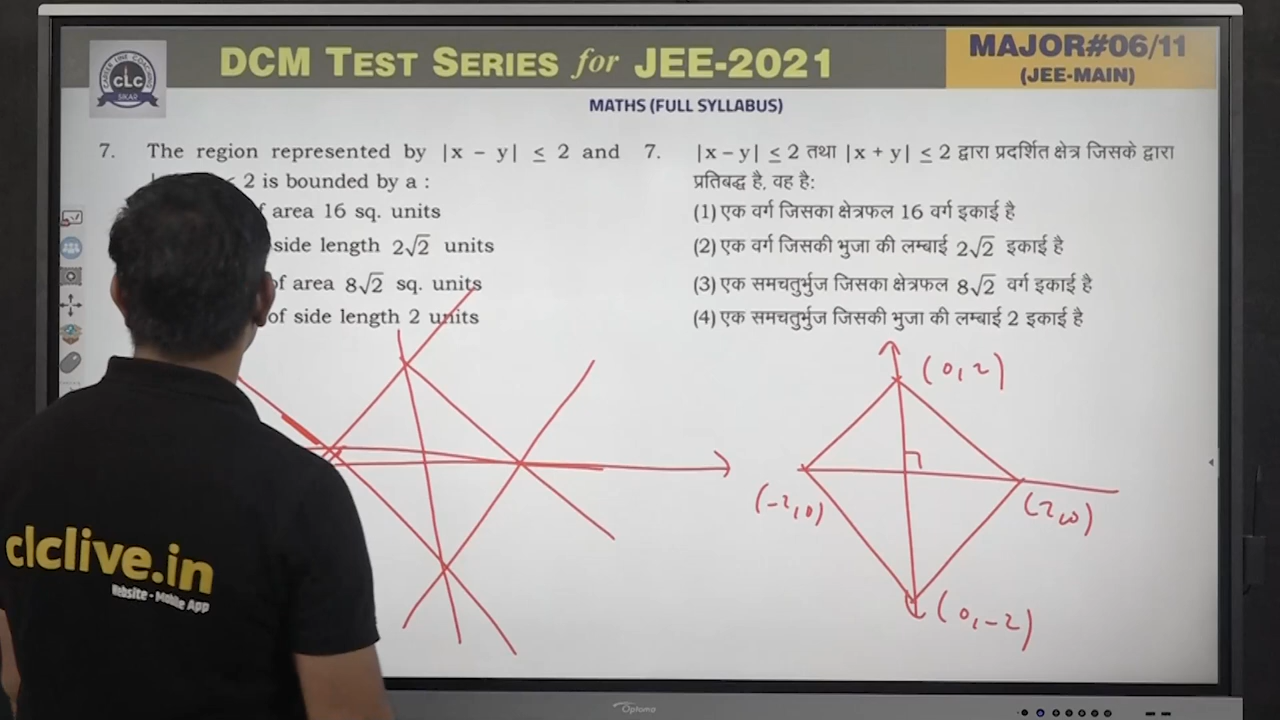 DCM TEST SERIES for JEE-2021
MAJOR#06/11
(JEE-MAIN)
CLC
SIKAR
MATHS (FULL SYLLABUS)
7. The region represented by |x - y| ≤ 2 and
2 is bounded by a :
area 16 sq. units
side length 2√2 units
of area 8√2 sq. units
of side length 2 units
7. |x – y| ≤ 2 तथा |x + y| ≤ 2 द्वारा प्रदर्शित क्षेत्र जिसके द्वारा
प्रतिबद्ध है, वह है:
(1) एक वर्ग जिसका क्षेत्रफल 16 वर्ग इकाई है
(2) एक वर्ग जिसकी भुजा की लम्बाई 2√2 इकाई है
(3) एक समचतुर्भुज जिसका क्षेत्रफल 8√2 वर्ग इकाई है
(4) एक समचतुर्भुज जिसकी भुजा की लम्बाई 2 इकाई है
(0,2)
(-2,0)
(2,0)
(0,-2)
clclive.in
Website - Mobile App
Optoma